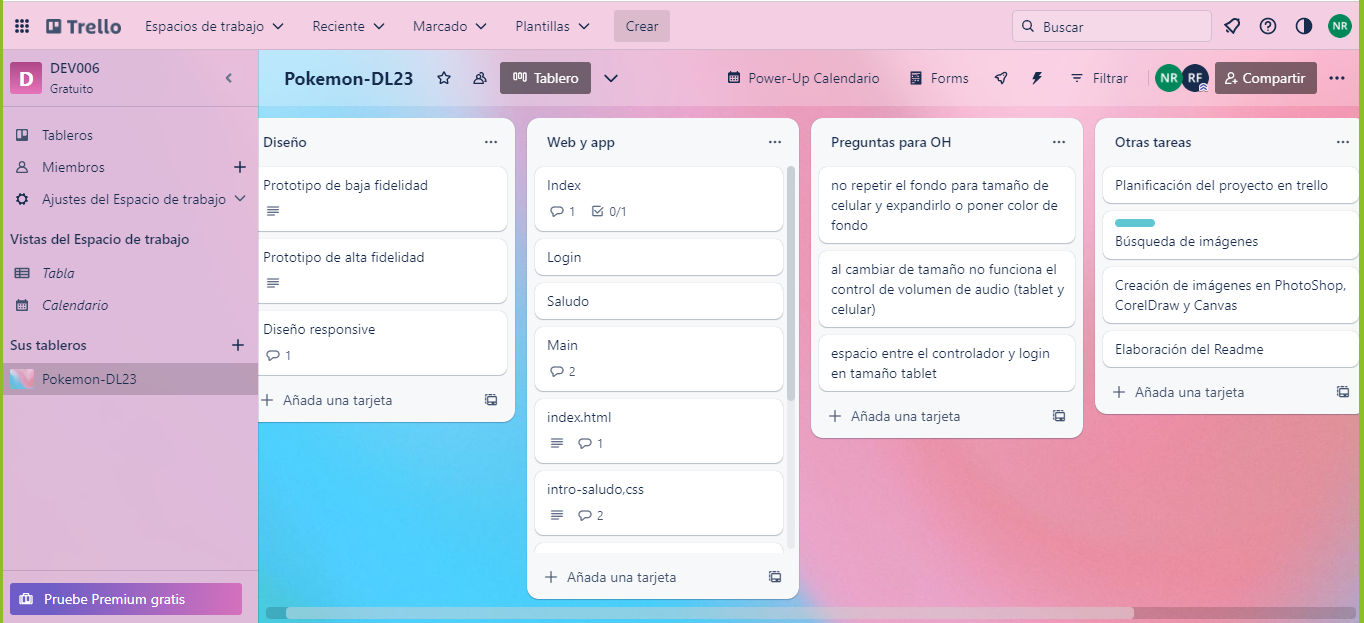 Trello
Espacios de trabajo
Reciente
Marcado
Plantillas
Crear
Buscar
NR
D
DEV006
Gratuito
Pokemon-DL23
Tablero
Power-Up Calendario
Forms
Filtrar
NR
RF
Compartir
Tableros
Miembros
Ajustes del Espacio de trabajo
Vistas del Espacio de trabajo
Tabla
Calendario
Sus tableros
Pokemon-DL23
Pruebe Premium gratis
Diseño
Prototipo de baja fidelidad
Prototipo de alta fidelidad
Diseño responsive
1
Añada una tarjeta
Web y app
Index
1 0/1
Login
Saludo
Main
2
index.html
1
intro-saludo,css
2
Añada una tarjeta
Preguntas para OH
no repetir el fondo para tamaño de
celular y expandirlo o poner color de
fondo
al cambiar de tamaño no funciona el
control de volumen de audio (tablet y
celular)
espacio entre el controlador y login
en tamaño tablet
Añada una tarjeta
Otras tareas
Planificación del proyecto en trello
Búsqueda de imágenes
Creación de imágenes en PhotoShop,
CorelDraw y Canvas
Elaboración del Readme
Añada una tarjeta